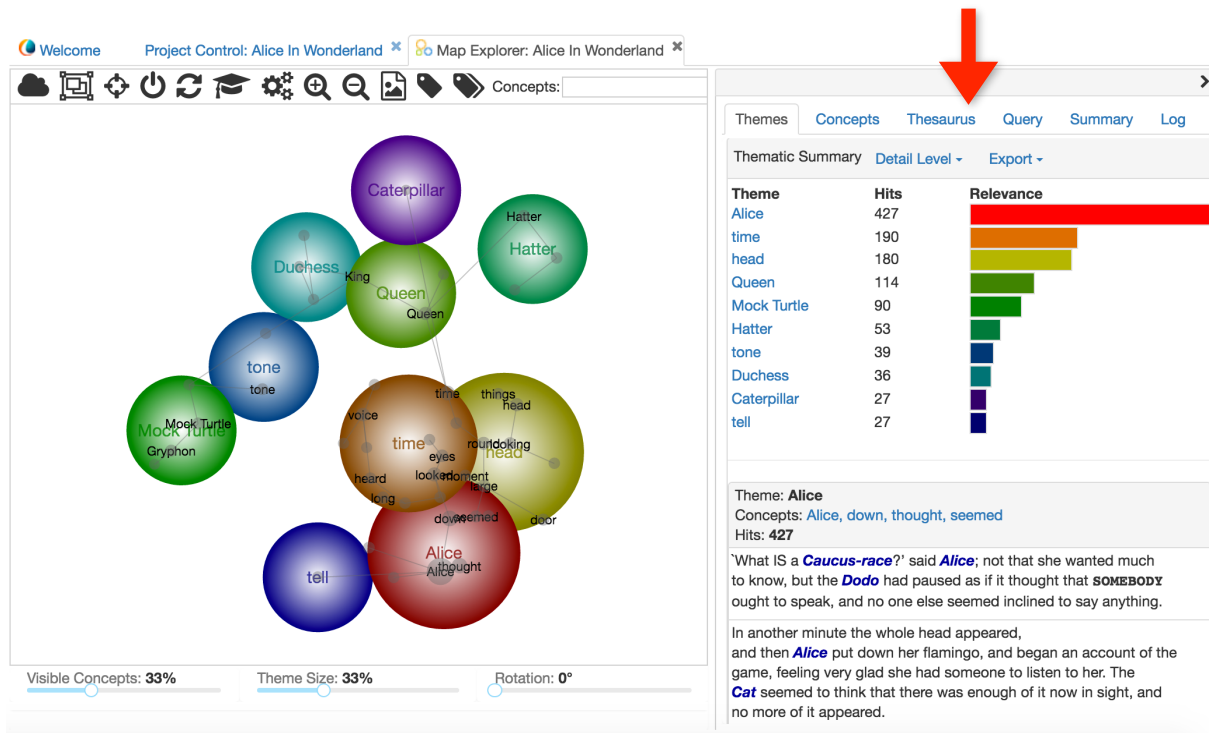 Welcome
Project Control: Alice In Wonderland
Map Explorer: Alice In Wonderland
Concepts:
Caterpillar
Hatter
Hatter
Duchess
King
Queen
Queen
tone
tone
Mock Turtle
Mock Turtle
Gryphon
time
things
head
voice
time
round
looking
head
eyes
heard
looked
moment
large
long
down
seemed
door
Alice
thought
Alice
tell
Visible Concepts: 33%
Theme Size: 33%
Rotation: 0°
Themes Concepts Thesaurus Query Summary Log
Thematic Summary Detail Level Export
Theme Hits Relevance
Alice 427
time 190
head 180
Queen 114
Mock Turtle 90
Hatter 53
tone 39
Duchess 36
Caterpillar 27
tell 27
Theme: Alice
Concepts: Alice, down, thought, seemed
Hits: 427
`What IS a Caucus-race?' said Alice; not that she wanted much
to know, but the Dodo had paused as if it thought that SOMEBODY
ought to speak, and no one else seemed inclined to say anything.
In another minute the whole head appeared,
and then Alice put down her flamingo, and began an account of the
game, feeling very glad she had someone to listen to her. The
Cat seemed to think that there was enough of it now in sight, and
no more of it appeared.